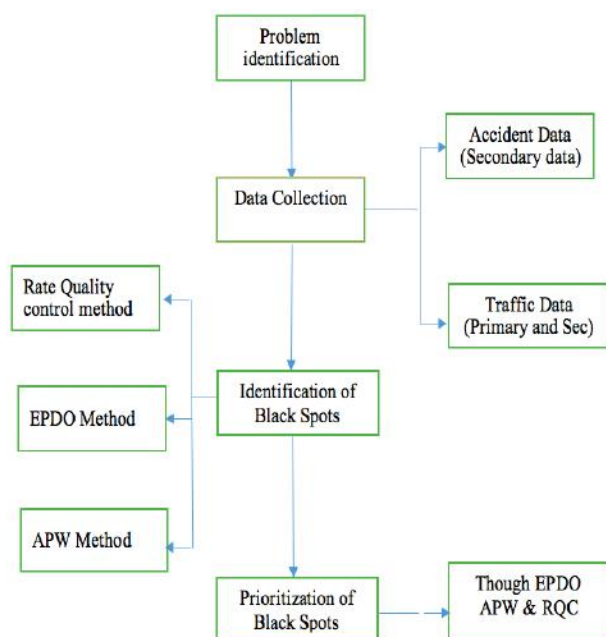 Problem
identification
Accident Data
(Secondary data)
Data Collection
Rate Quality
control method
Traffic Data
(Primary and Sec)
Identification of
Black Spots
EPDO Method
APW Method
Prioritization of
Black Spots
Though EPDO
APW & RQC